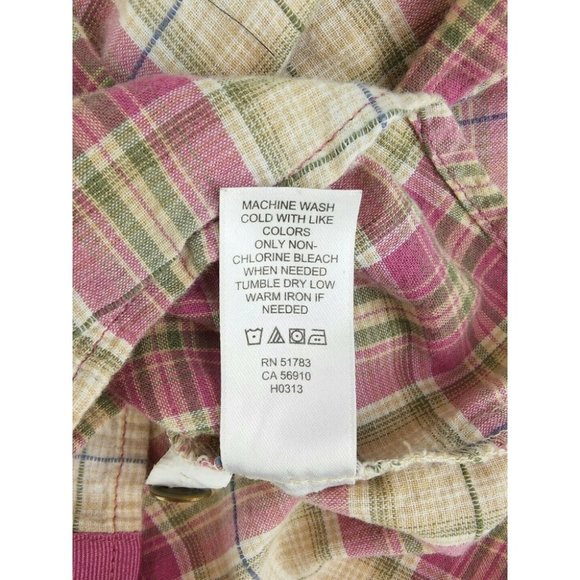 MACHINE WASH
COLD WITH LIKE
COLORS
ONLY NON-
CHLORINE BLEACH
WHEN NEEDED
TUMBLE DRY LOW
WARM IRON IF
NEEDED
RN 51783
CA 56910
H0313